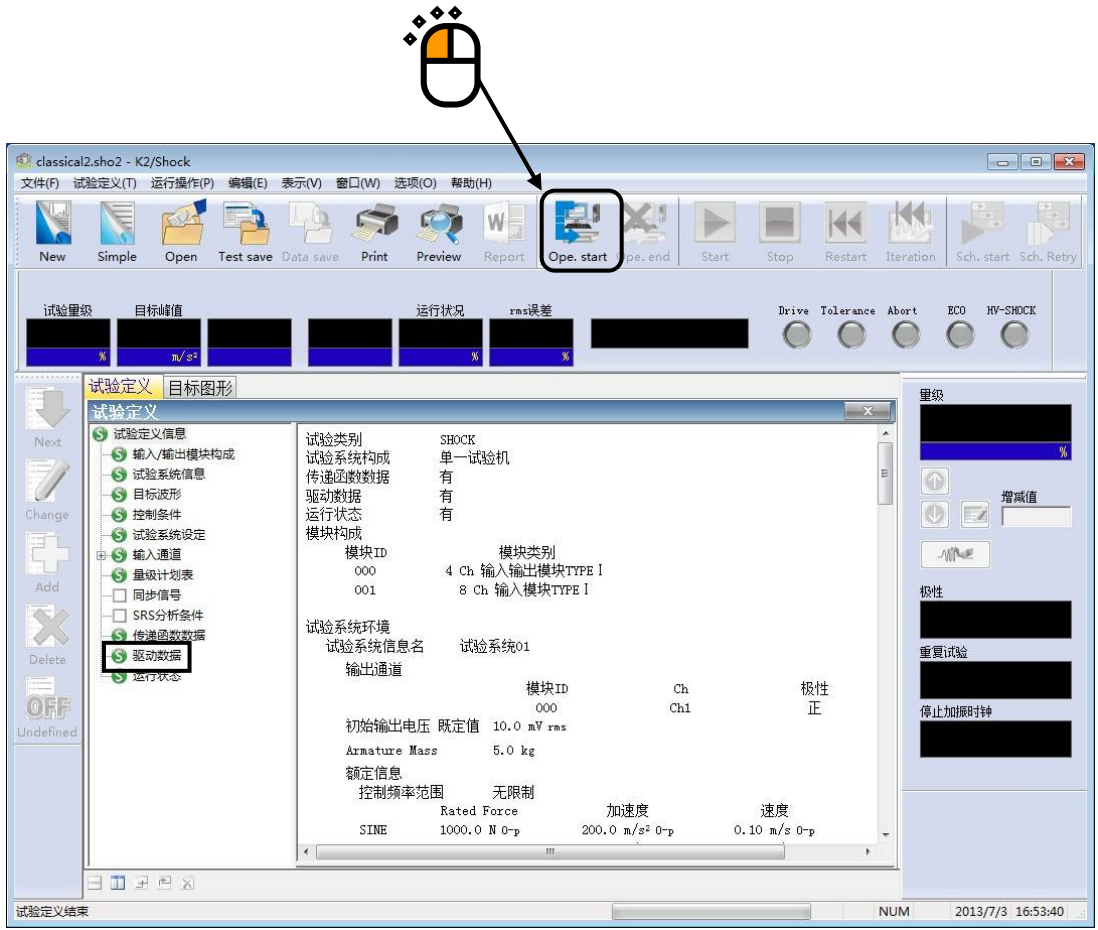 classical2.sho2 - K2/Shock
文件(F) 试验定义(T) 运行操作(P) 编辑(E) 表示(V) 窗口(W) 选项(O) 帮助(H)
New Simple Open Test save Data save Print Preview Report Ope. start Ope. end Start Stop Restart Iteration Sch. start Sch. Retry
试验里级 目标峰值 运行状况 rms误差 Drive Tolerance Abort ECO HV-SHOCK
% m/s² % %
试验定义 目标图形
试验定义
Next
Change
Add
Delete
OFF
Undefined
试验定义信息
输入/输出模块构成
试验系统信息
目标波形
控制条件
试验系统设定
输入通道
量级计划表
同步信号
SRS分析条件
传递函数数据
驱动数据
运行状态
试验类别 SHOCK
试验系统构成 单一试验机
传递函数数据 有
驱动数据 有
运行状态 有
模块构成
模块ID 模块类别
000 4 Ch 输入输出模块TYPEⅠ
001 8 Ch 输入模块TYPEⅠ
试验系统环境
试验系统信息名 试验系统01
输出通道
模块ID Ch 极性
000 Ch1 正
初始输出电压 既定值 10.0 mV rms
Armature Mass 5.0 kg
额定信息
控制频率范围 无限制
Rated Force 加速度 速度
SINE 1000.0 N 0-p 200.0 m/s² 0-p 0.10 m/s 0-p
里级
%
增减值
极性
重复试验
停止加振时钟
试验定义结束 NUM 2013/7/3 16:53:40